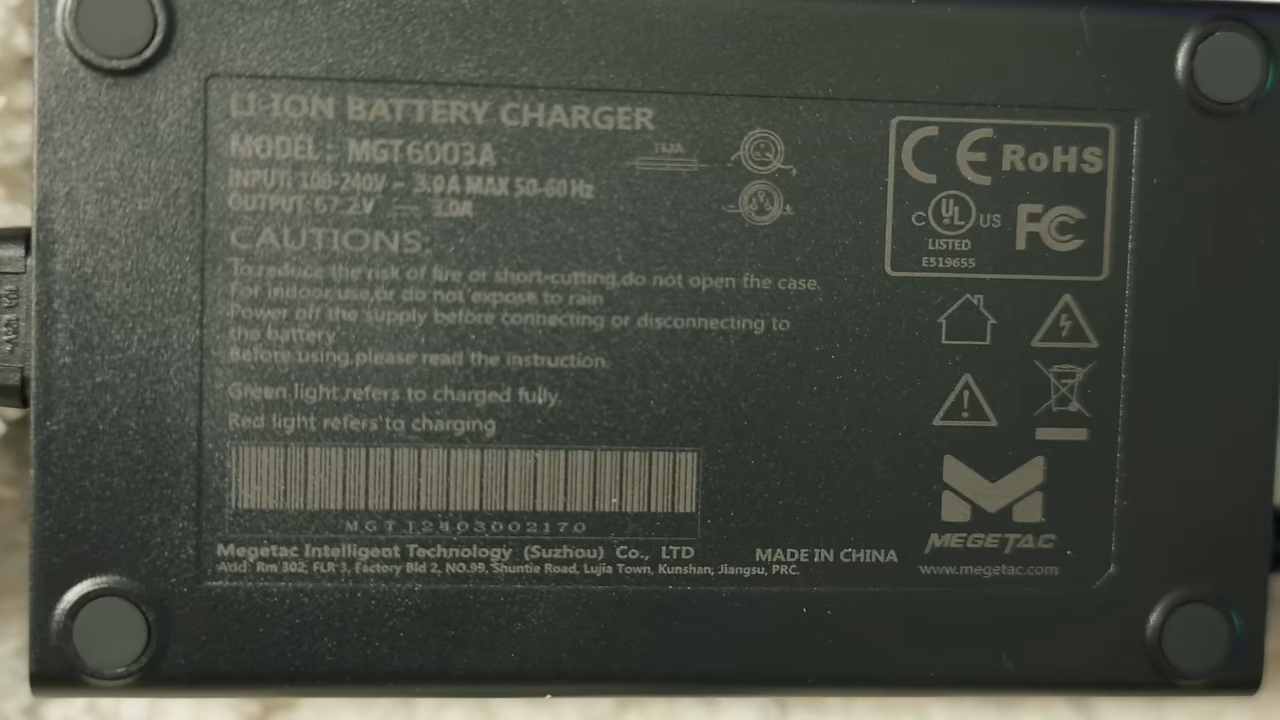 LI-ION BATTERY CHARGER
MODEL: MGT6003A
INPUT: 100-240V ~ 3.0A MAX 50-60Hz
OUTPUT: 67.2V 3.0A
CAUTIONS:
To reduce the risk of fire or short-cutting,do not open the case.
For indoor use,or do not expose to rain
Power off the supply before connecting or disconnecting to
the battery
Before using,please read the instruction.
Green light,refers to charged fully,
Red light refers to charging
Megetac Intelligent Technology (Suzhou) Co., LTD
Add: Rm 802, FLR 3, Factory Bld 2, NO.99, Shuntie Road, Lujia Town, Kunshan, Jiangsu, PRC.
MADE IN CHINA
CE RoHS
C UL US FC
LISTED
E519655
MEGETAC
www.megetac.com